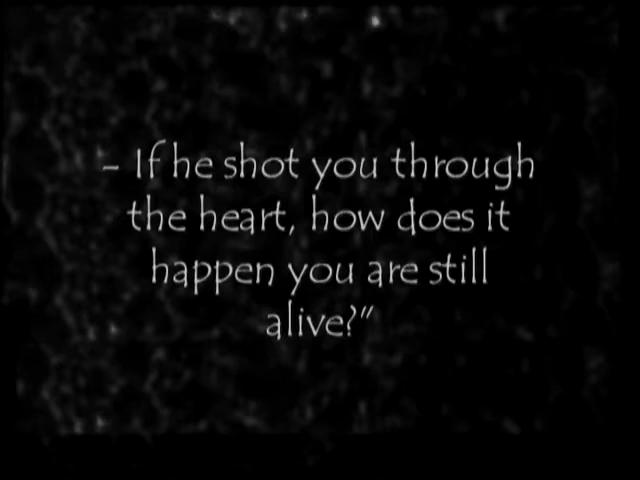 - If he shot you through
the heart, how does it
happen you are still
alive?"